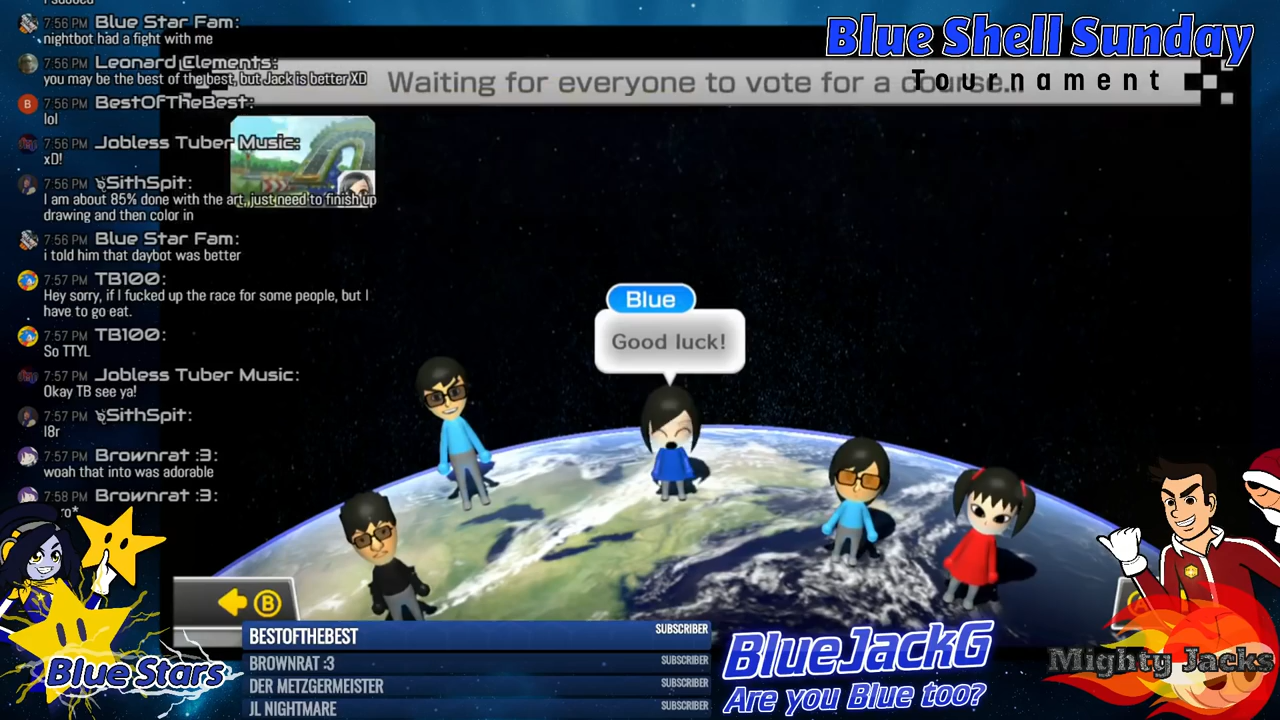 7:56 PM Blue Star Fam:
nightbot had a fight with me
7:56 PM Leonard Clements:
you may be the best of the best, but Jack is better XD
7:56 PM BestOfTheBest:
lol
7:56 PM Jobless Tuber Music:
xD!
7:56 PM SithSpit:
I am about 85% done with the art, just need to finish up
drawing and then color in
7:56 PM Blue Star Fam:
i told him that daybot was better
7:57 PM TB100:
Hey sorry, if I fucked up the race for some people, but I
have to go eat.
7:57 PM TB100:
So TTYL
7:57 PM Jobless Tuber Music:
Okay TB see ya!
7:57 PM SithSpit:
l8r
7:57 PM Brownrat :3:
woah that into was adorable
7:58 PM Brownrat :3:
Blue Shell Sunday
Tournament
Waiting for everyone to vote for a course...
Blue
Good luck!
B
B
Blue Stars
BESTOFTHEBEST SUBSCRIBER
BROWNRAT :3 SUBSCRIBER
DER METZGERMEISTER SUBSCRIBER
JL NIGHTMARE SUBSCRIBER
BlueJackG
Are you Blue too?
Mighty Jacks